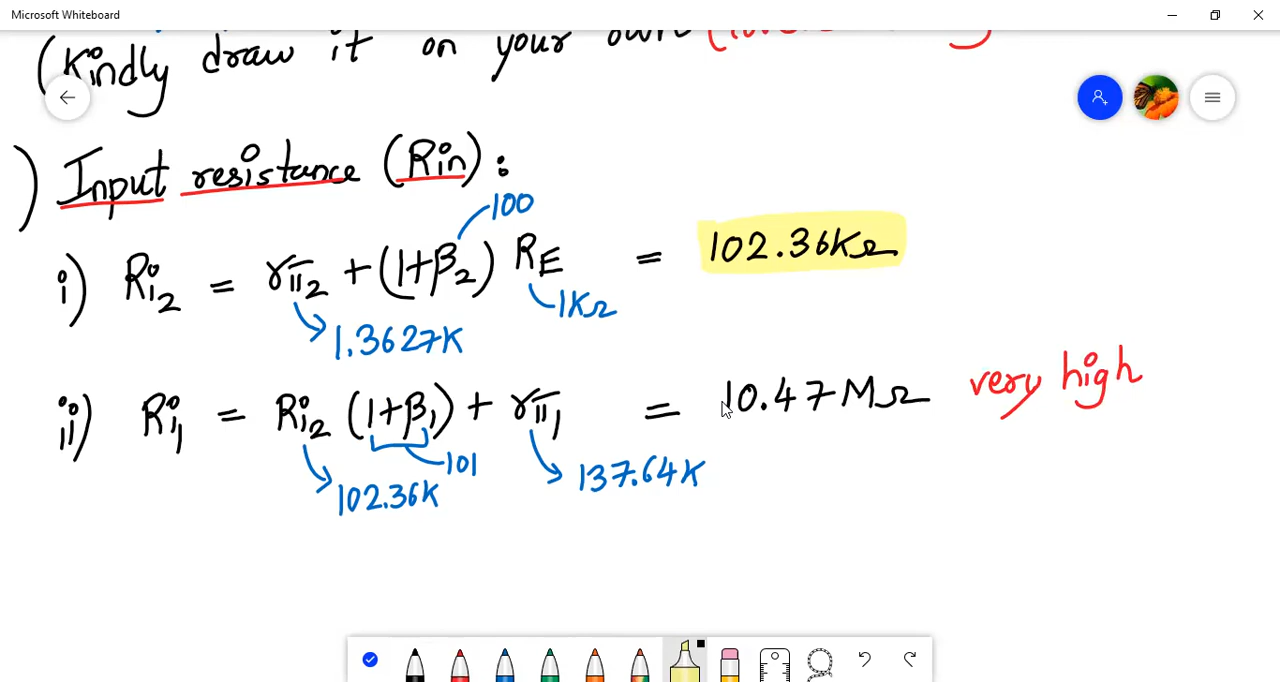 Microsoft Whiteboard
(Kindly draw it on your own
) Input resistance (Rin):
100
i) Ri2 = rπ2 + (1+β2) RE = 102.36KΩ
1KΩ
1.3627K
very high
ii) Ri1 = Ri2 (1+β1) + rπ1 = 10.47MΩ
101
137.64K
102.36K